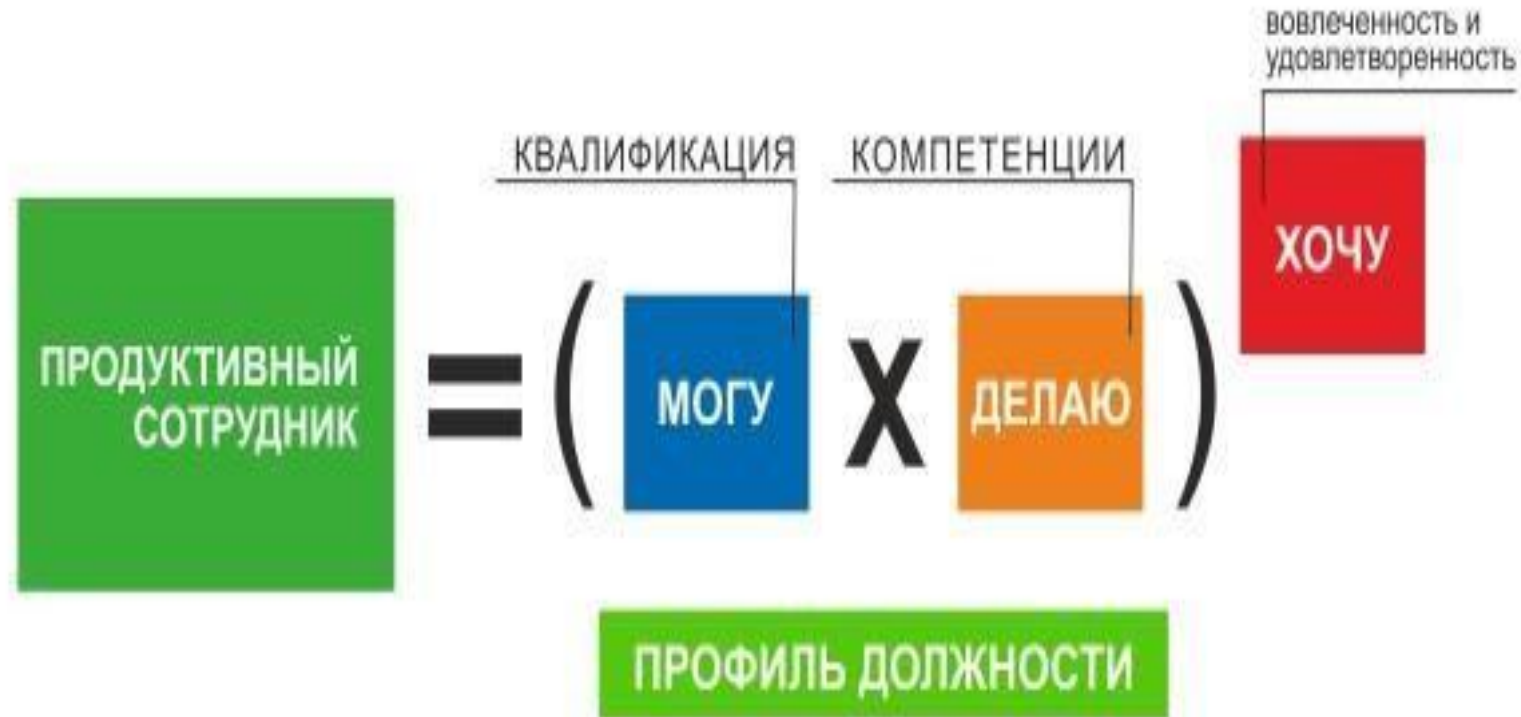 вовлеченность и
удовлетворенность
КВАЛИФИКАЦИЯ КОМПЕТЕНЦИИ
ХОЧУ
ПРОДУКТИВНЫЙ
СОТРУДНИК
= ( МОГУ X ДЕЛАЮ )
ПРОФИЛЬ ДОЛЖНОСТИ